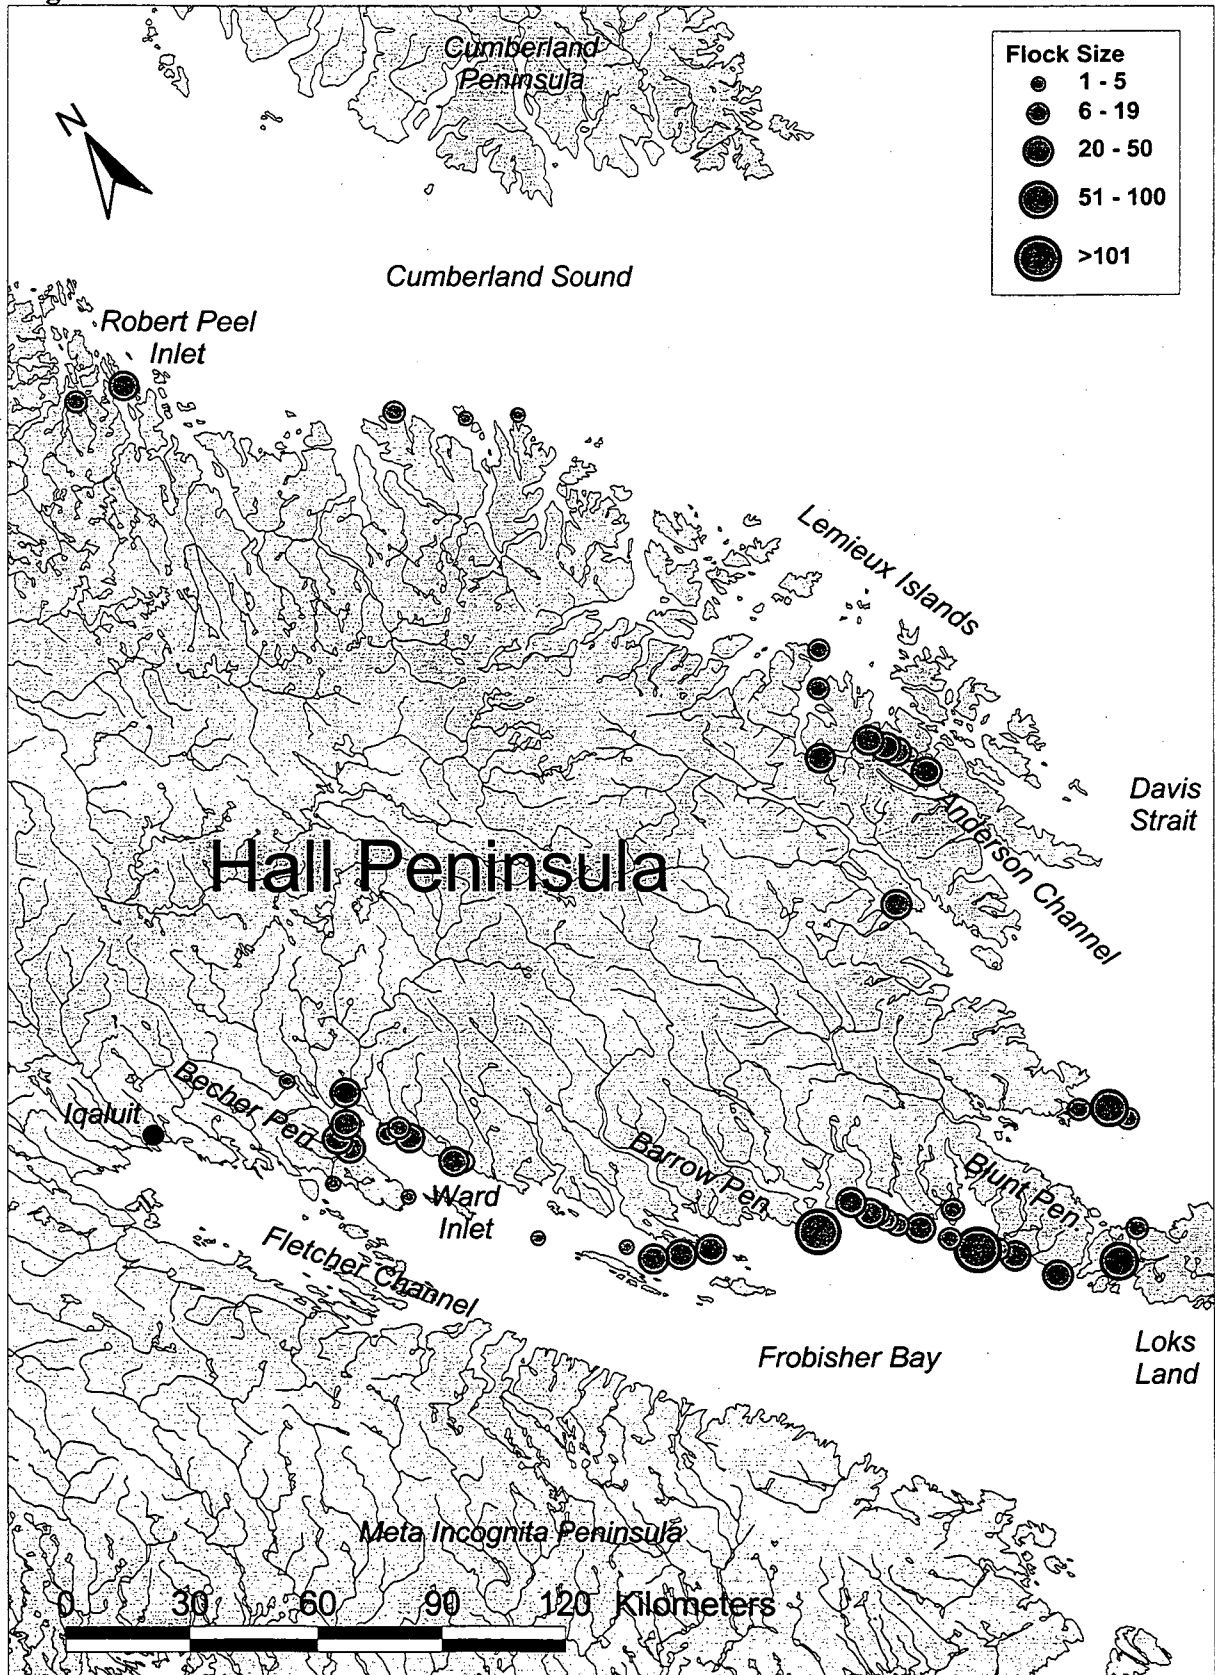 Cumberland
Peninsula
Flock Size
1 - 5
6 - 19
20 - 50
51 - 100
>101
N
Cumberland Sound
Robert Peel
Inlet
Lemieux Islands
Davis
Strait
Anderson Channel
Hall Peninsula
Becher Pen
Iqaluit
Barrow Pen
Blunt Pen
Ward
Inlet
Fletcher Channel
Frobisher Bay
Loks
Land
Meta Incognita Peninsula
0 30 60 90 120 Kilometers